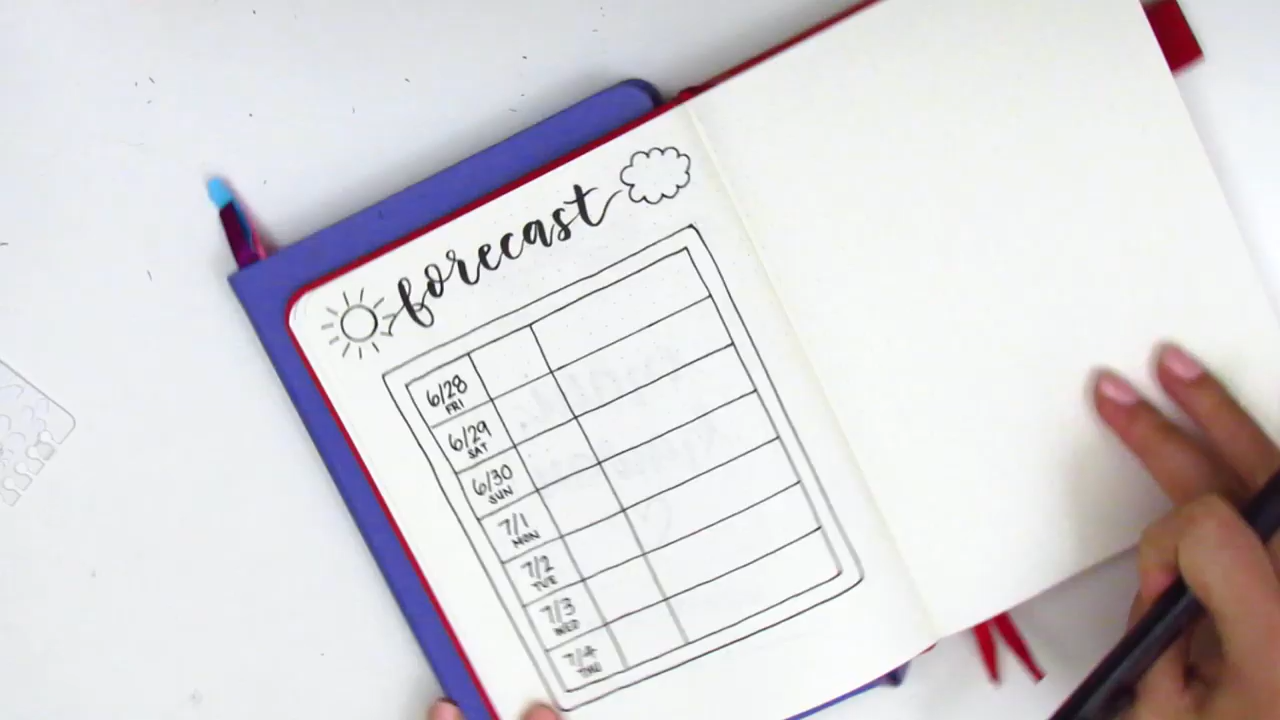 forecast
6/28
FRI
6/29
SAT
6/30
SUN
7/1
MON
7/2
TUE
7/3
WED
7/4
THU